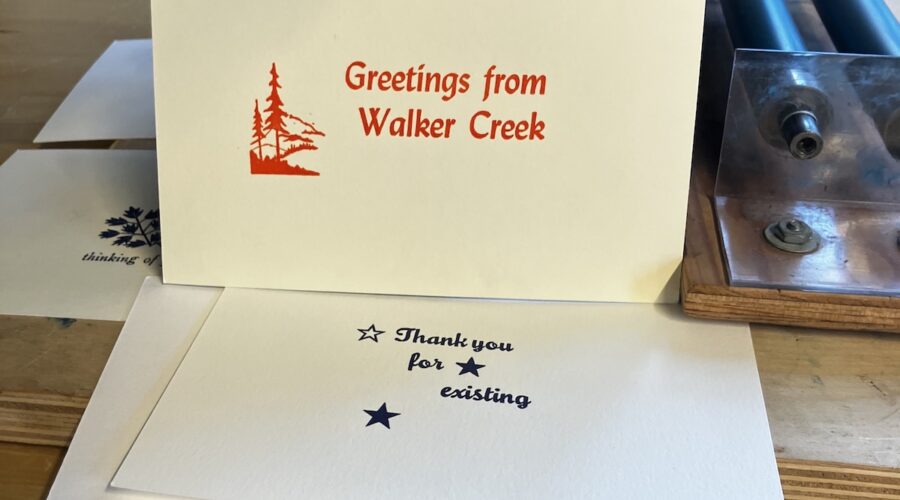 Greetings from
Walker Creek
thinking of
Thank you
for
existing